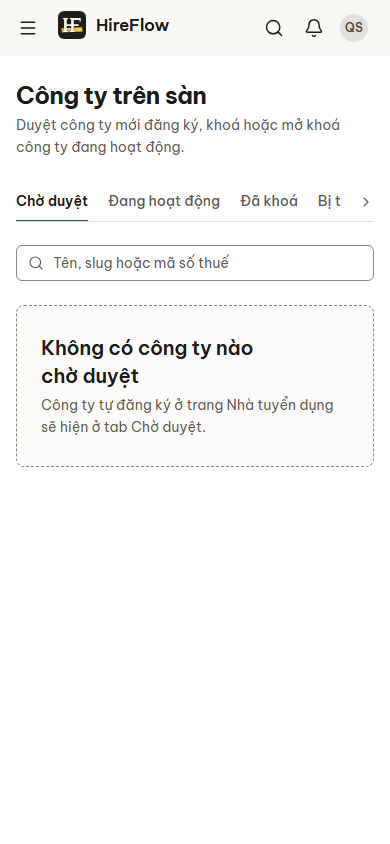 HF HireFlow QS
Công ty trên sàn
Duyệt công ty mới đăng ký, khoá hoặc mở khoá
công ty đang hoạt động.
Chờ duyệt Đang hoạt động Đã khoá Bị t
Tên, slug hoặc mã số thuế
Không có công ty nào
chờ duyệt
Công ty tự đăng ký ở trang Nhà tuyển dụng
sẽ hiện ở tab Chờ duyệt.